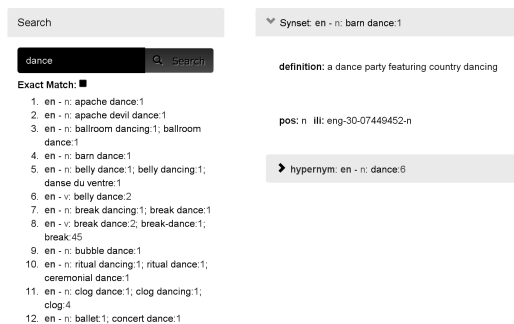 Search
dance
Search
Exact Match:
1. en - n: apache dance:1
2. en - n: apache devil dance:1
3. en - n: ballroom dancing:1; ballroom
dance:1
4. en - n: barn dance:1
5. en - n: belly dance:1; belly dancing:1;
danse du ventre:1
6. en - v: belly dance:2
7. en - n: break dancing:1; break dance:1
8. en - v: break dance:2; break-dance:1;
break:45
9. en - n: bubble dance:1
10. en - n: ritual dancing:1; ritual dance:1;
ceremonial dance:1
11. en - n: clog dance:1; clog dancing:1;
clog:4
12. en - n: ballet:1; concert dance:1
Synset: en - n: barn dance:1
definition: a dance party featuring country dancing
pos: n ili: eng-30-07449452-n
hypernym: en - n: dance:6